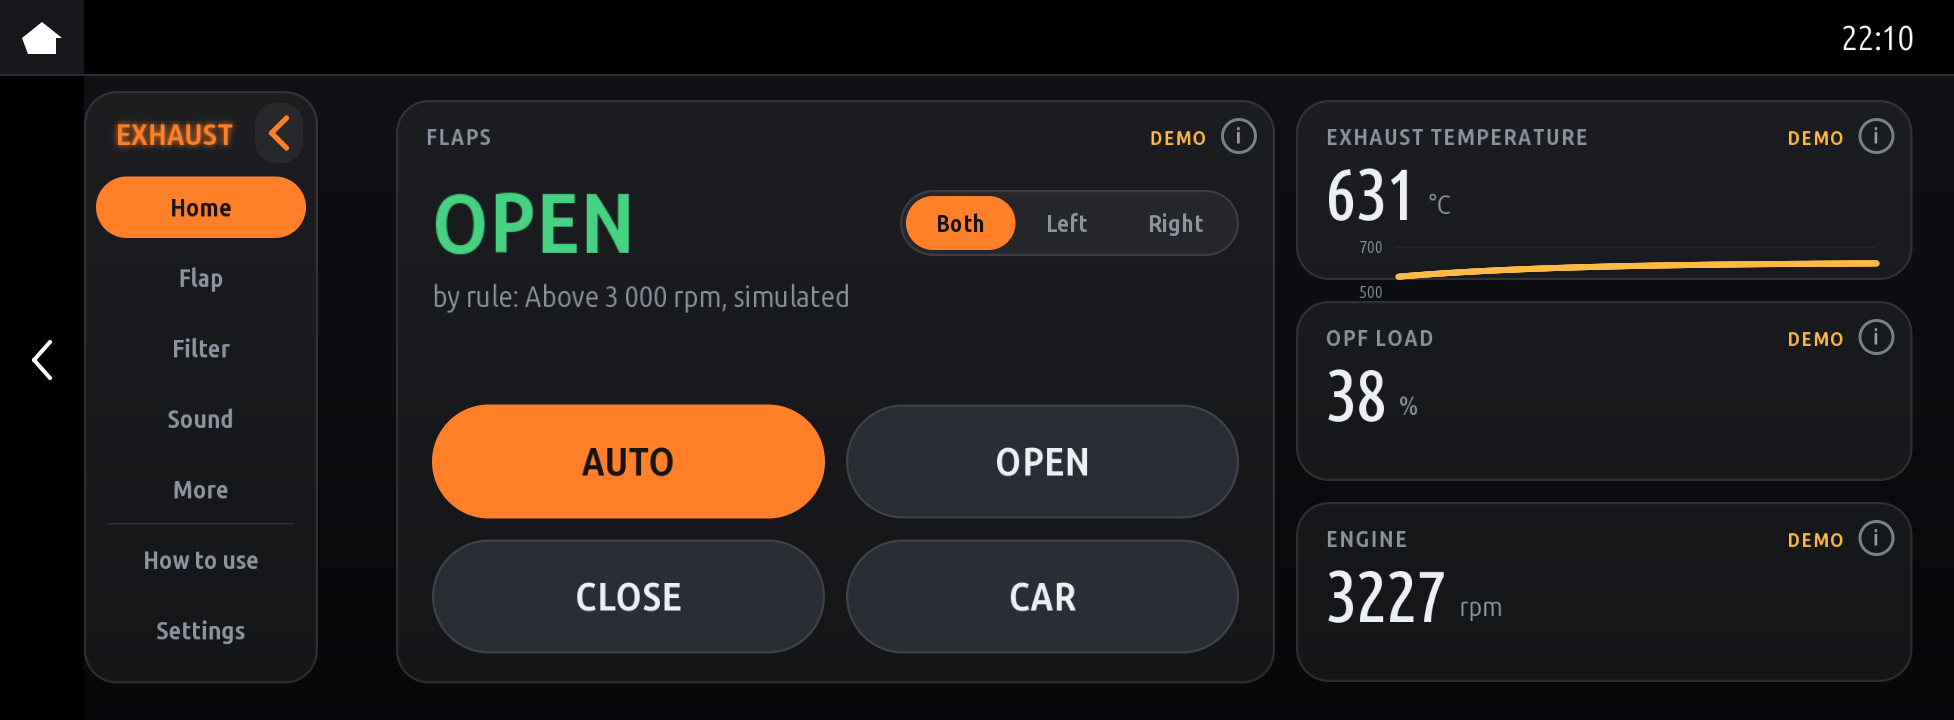 22:10
EXHAUST
Home
Flap
Filter
Sound
More
How to use
Settings
FLAPS
DEMO
i
OPEN
Both
Left
Right
by rule: Above 3 000 rpm, simulated
AUTO
OPEN
CLOSE
CAR
EXHAUST TEMPERATURE
DEMO
i
631 °C
700
500
OPF LOAD
DEMO
i
38 %
ENGINE
DEMO
i
3227 rpm